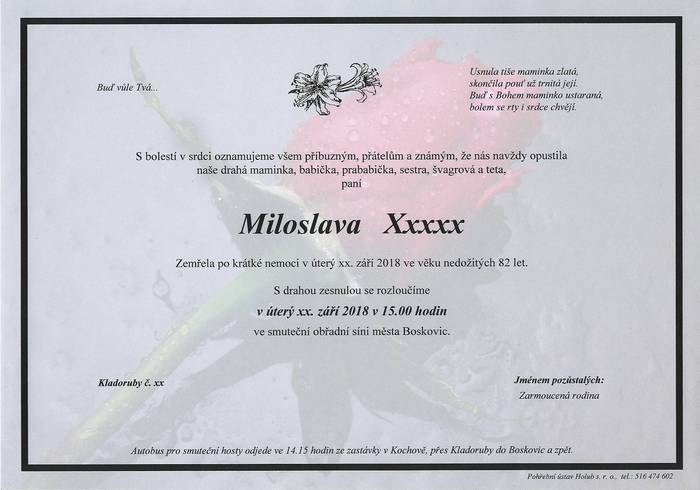 Buď vůle Tvá...
Usnula tiše maminka zlatá,
skončila pouť už trnitá její.
Buď s Bohem maminko ustaraná,
bolem se rty i srdce chvějí.
S bolestí v srdci oznamujeme všem příbuzným, přátelům a známým, že nás navždy opustila
naše drahá maminka, babička, prababička, sestra, švagrová a teta,
paní
Miloslava Xxxxx
Zemřela po krátké nemoci v úterý xx. září 2018 ve věku nedožitých 82 let.
S drahou zesnulou se rozloučíme
v úterý xx. září 2018 v 15.00 hodin
ve smuteční obřadní síni města Boskovic.
Kladoruby č. xx
Jménem pozůstalých:
Zarmoucená rodina
Autobus pro smuteční hosty odjede ve 14.15 hodin ze zastávky v Kochově, přes Kladoruby do Boskovic a zpět.
Pohřební ústav Holub s. r. o., tel.: 516 474 602